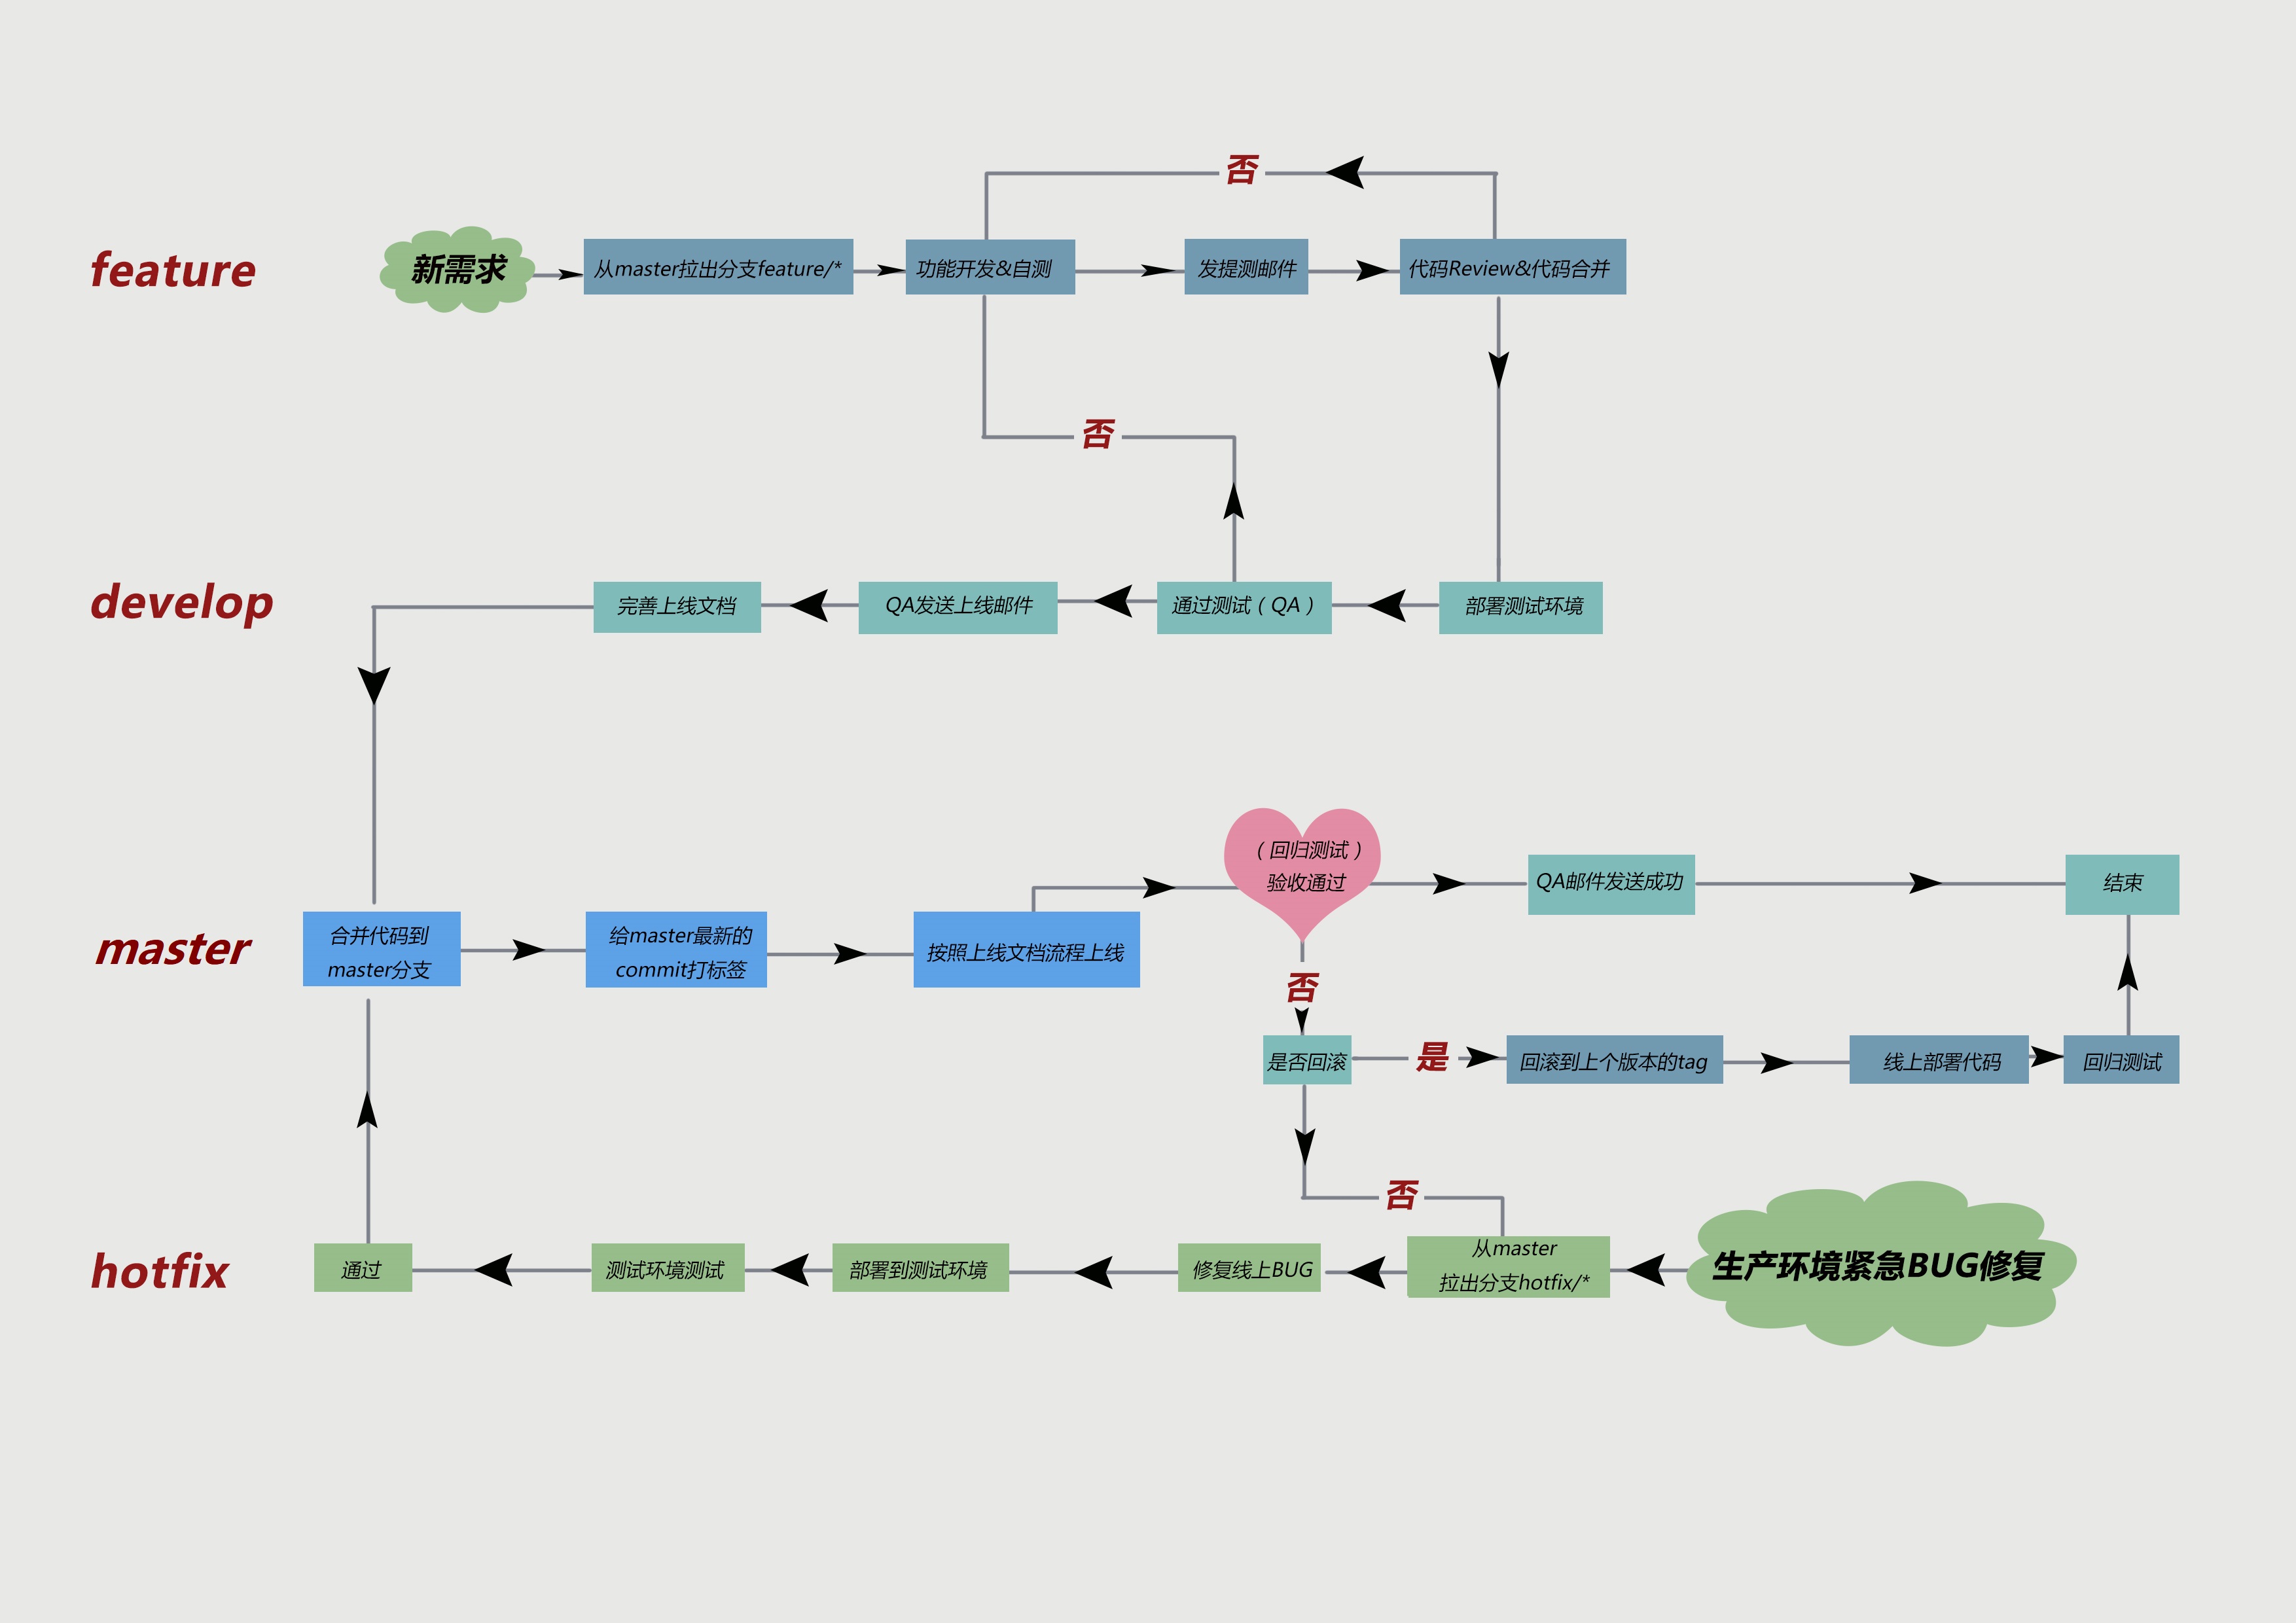 否
feature
新需求
从master拉出分支feature/*
功能开发&自测
发提测邮件
代码Review&代码合并
否
develop
完善上线文档
QA发送上线邮件
通过测试（QA）
部署测试环境
（回归测试）
验收通过
QA邮件发送成功
结束
master
合并代码到
master分支
给master最新的
commit打标签
按照上线文档流程上线
否
是否回滚
是
回滚到上个版本的tag
线上部署代码
回归测试
否
hotfix
通过
测试环境测试
部署到测试环境
修复线上BUG
从master
拉出分支hotfix/*
生产环境紧急BUG修复